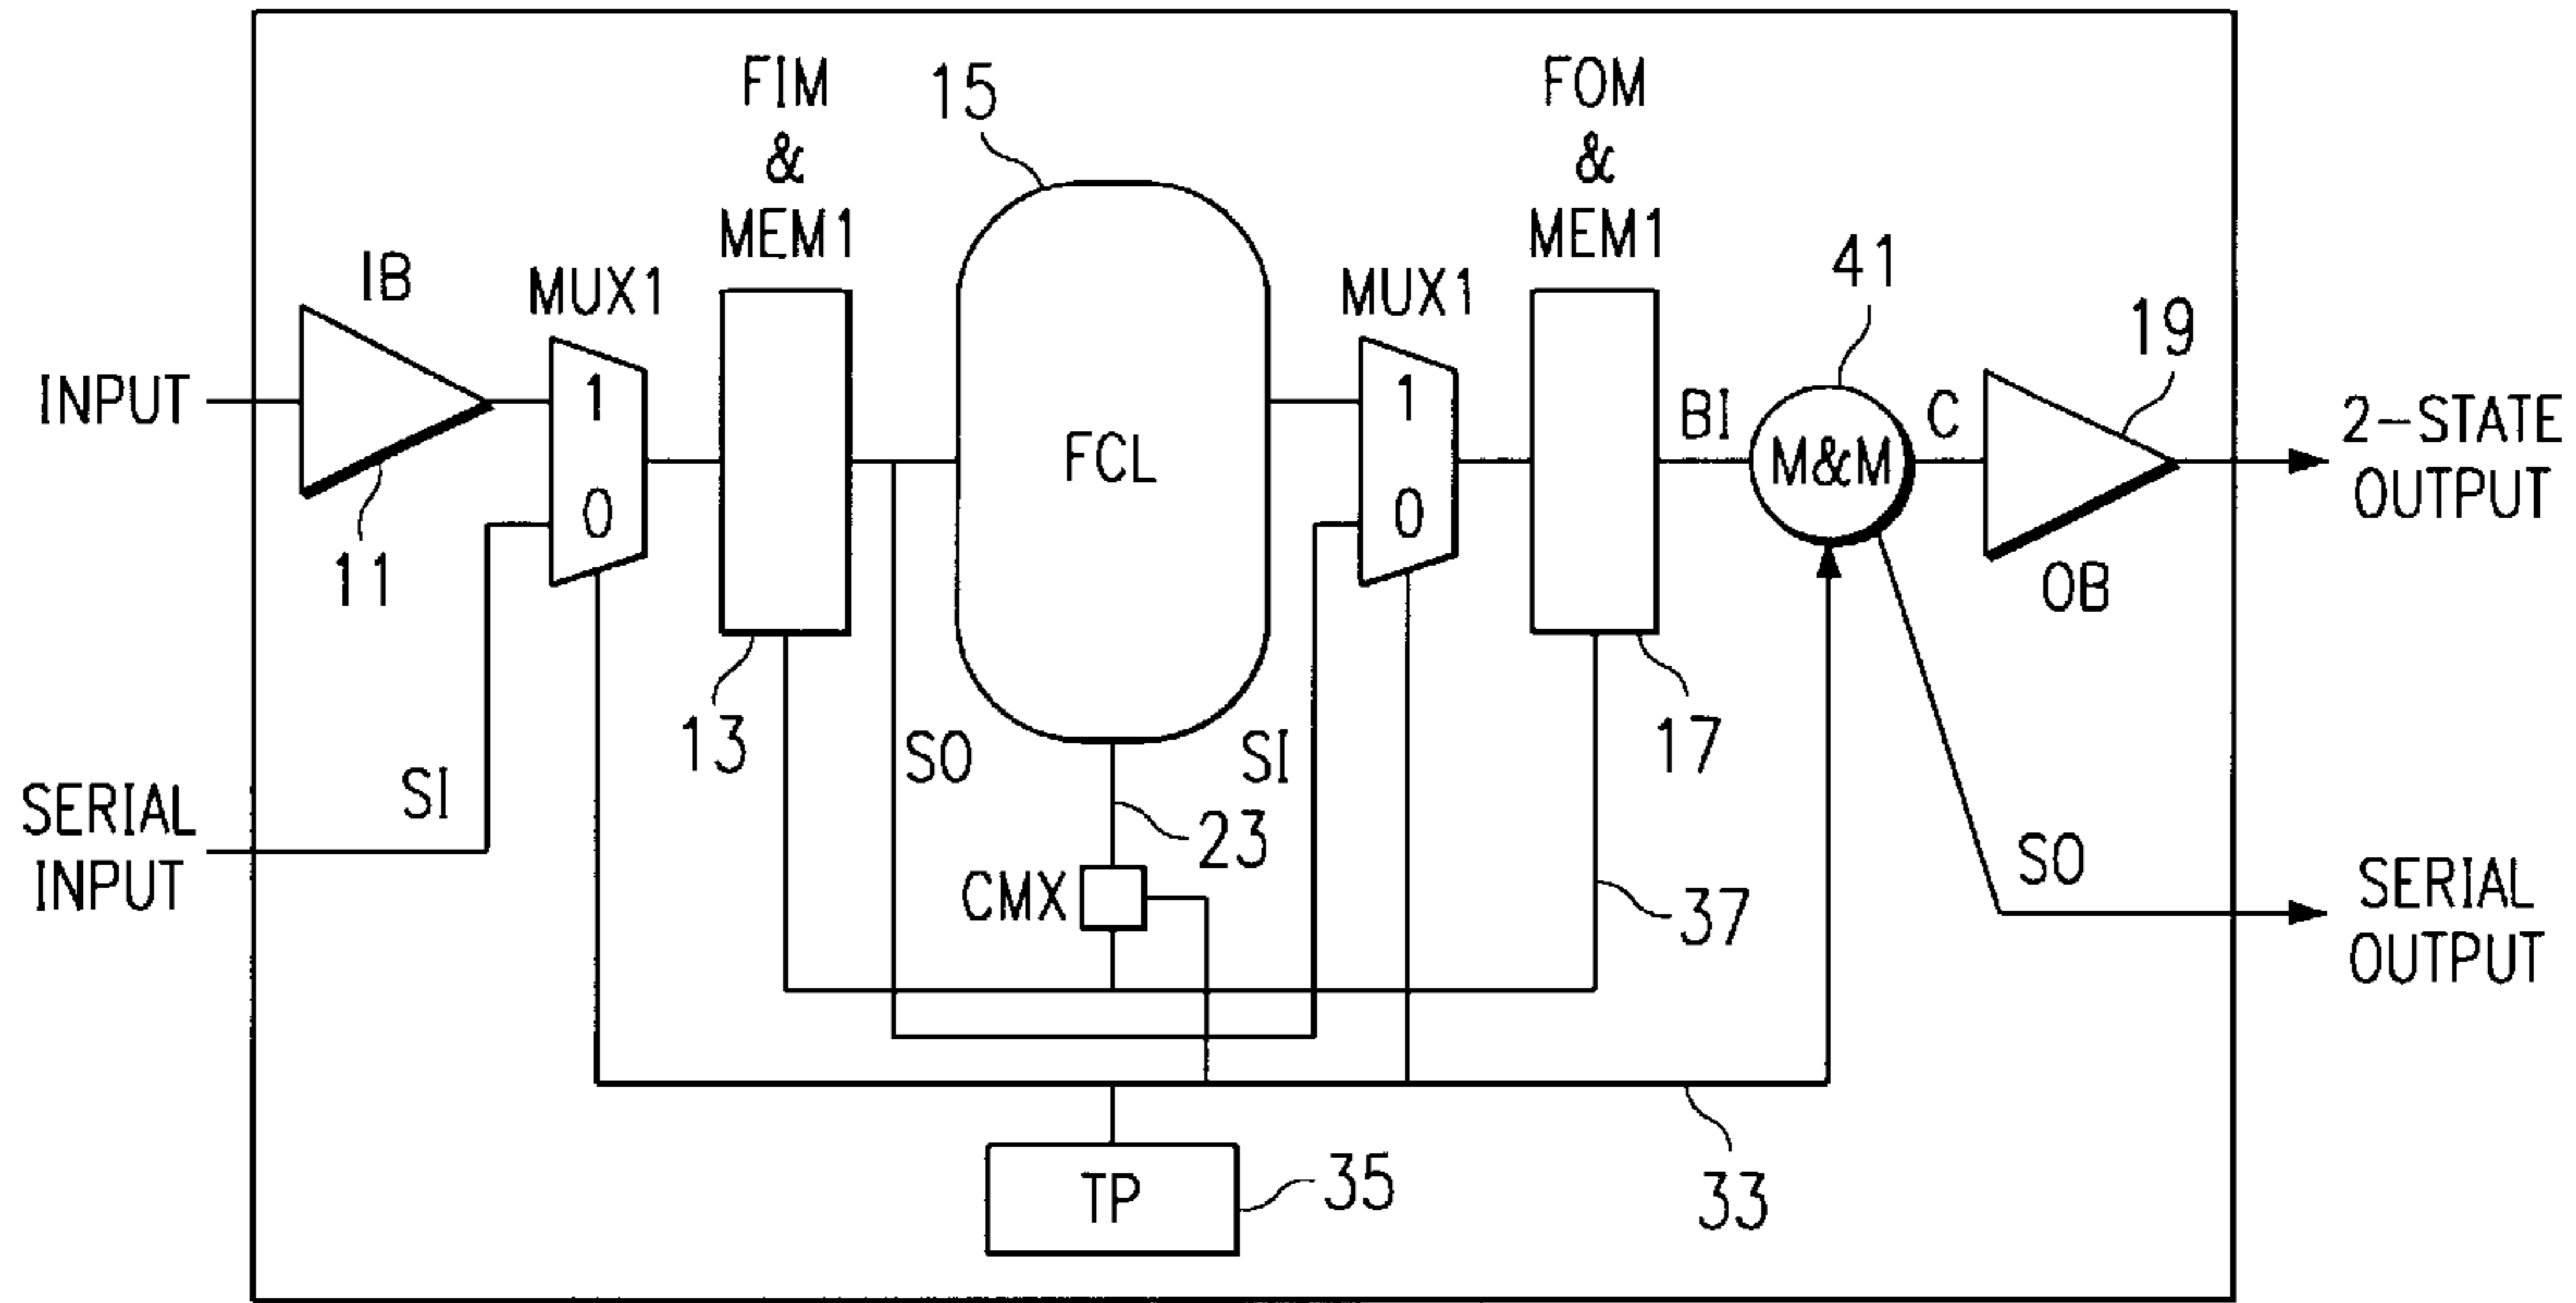 FIM
&
MEM1
15
FOM
&
MEM1
IB
MUX1
MUX1
41
19
INPUT
1
0
FCL
1
0
BI
M&M
C
2-STATE
OUTPUT
11
OB
13
SO
SI
17
SERIAL
INPUT
SI
23
CMX
37
SO
SERIAL
OUTPUT
TP
35
33